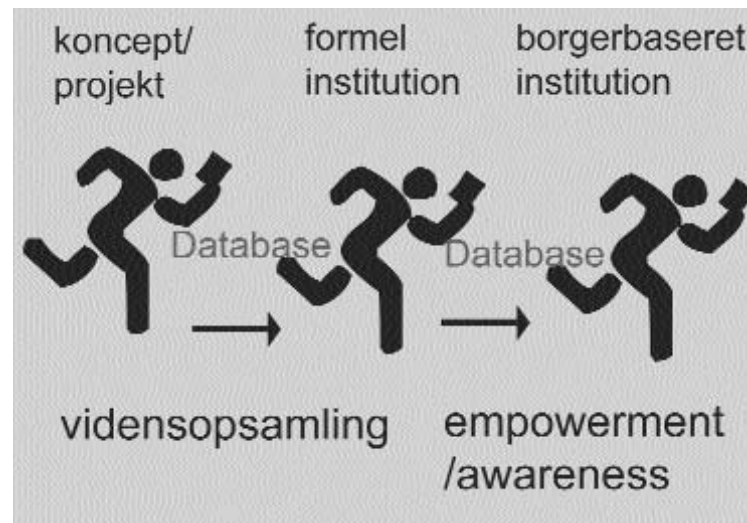 koncept/
projekt
formel
institution
borgerbaseret
institution
Database
Database
vidensopsamling
empowerment
/awareness